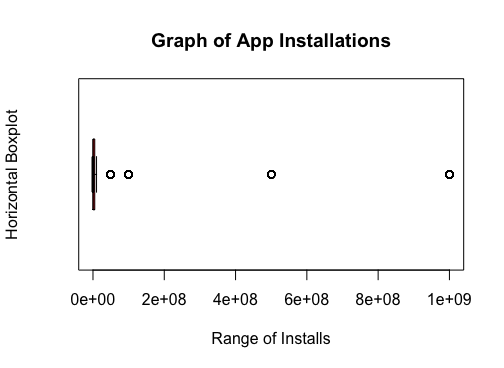 Graph of App Installations
Horizontal Boxplot
0e+00 2e+08 4e+08 6e+08 8e+08 1e+09
Range of Installs